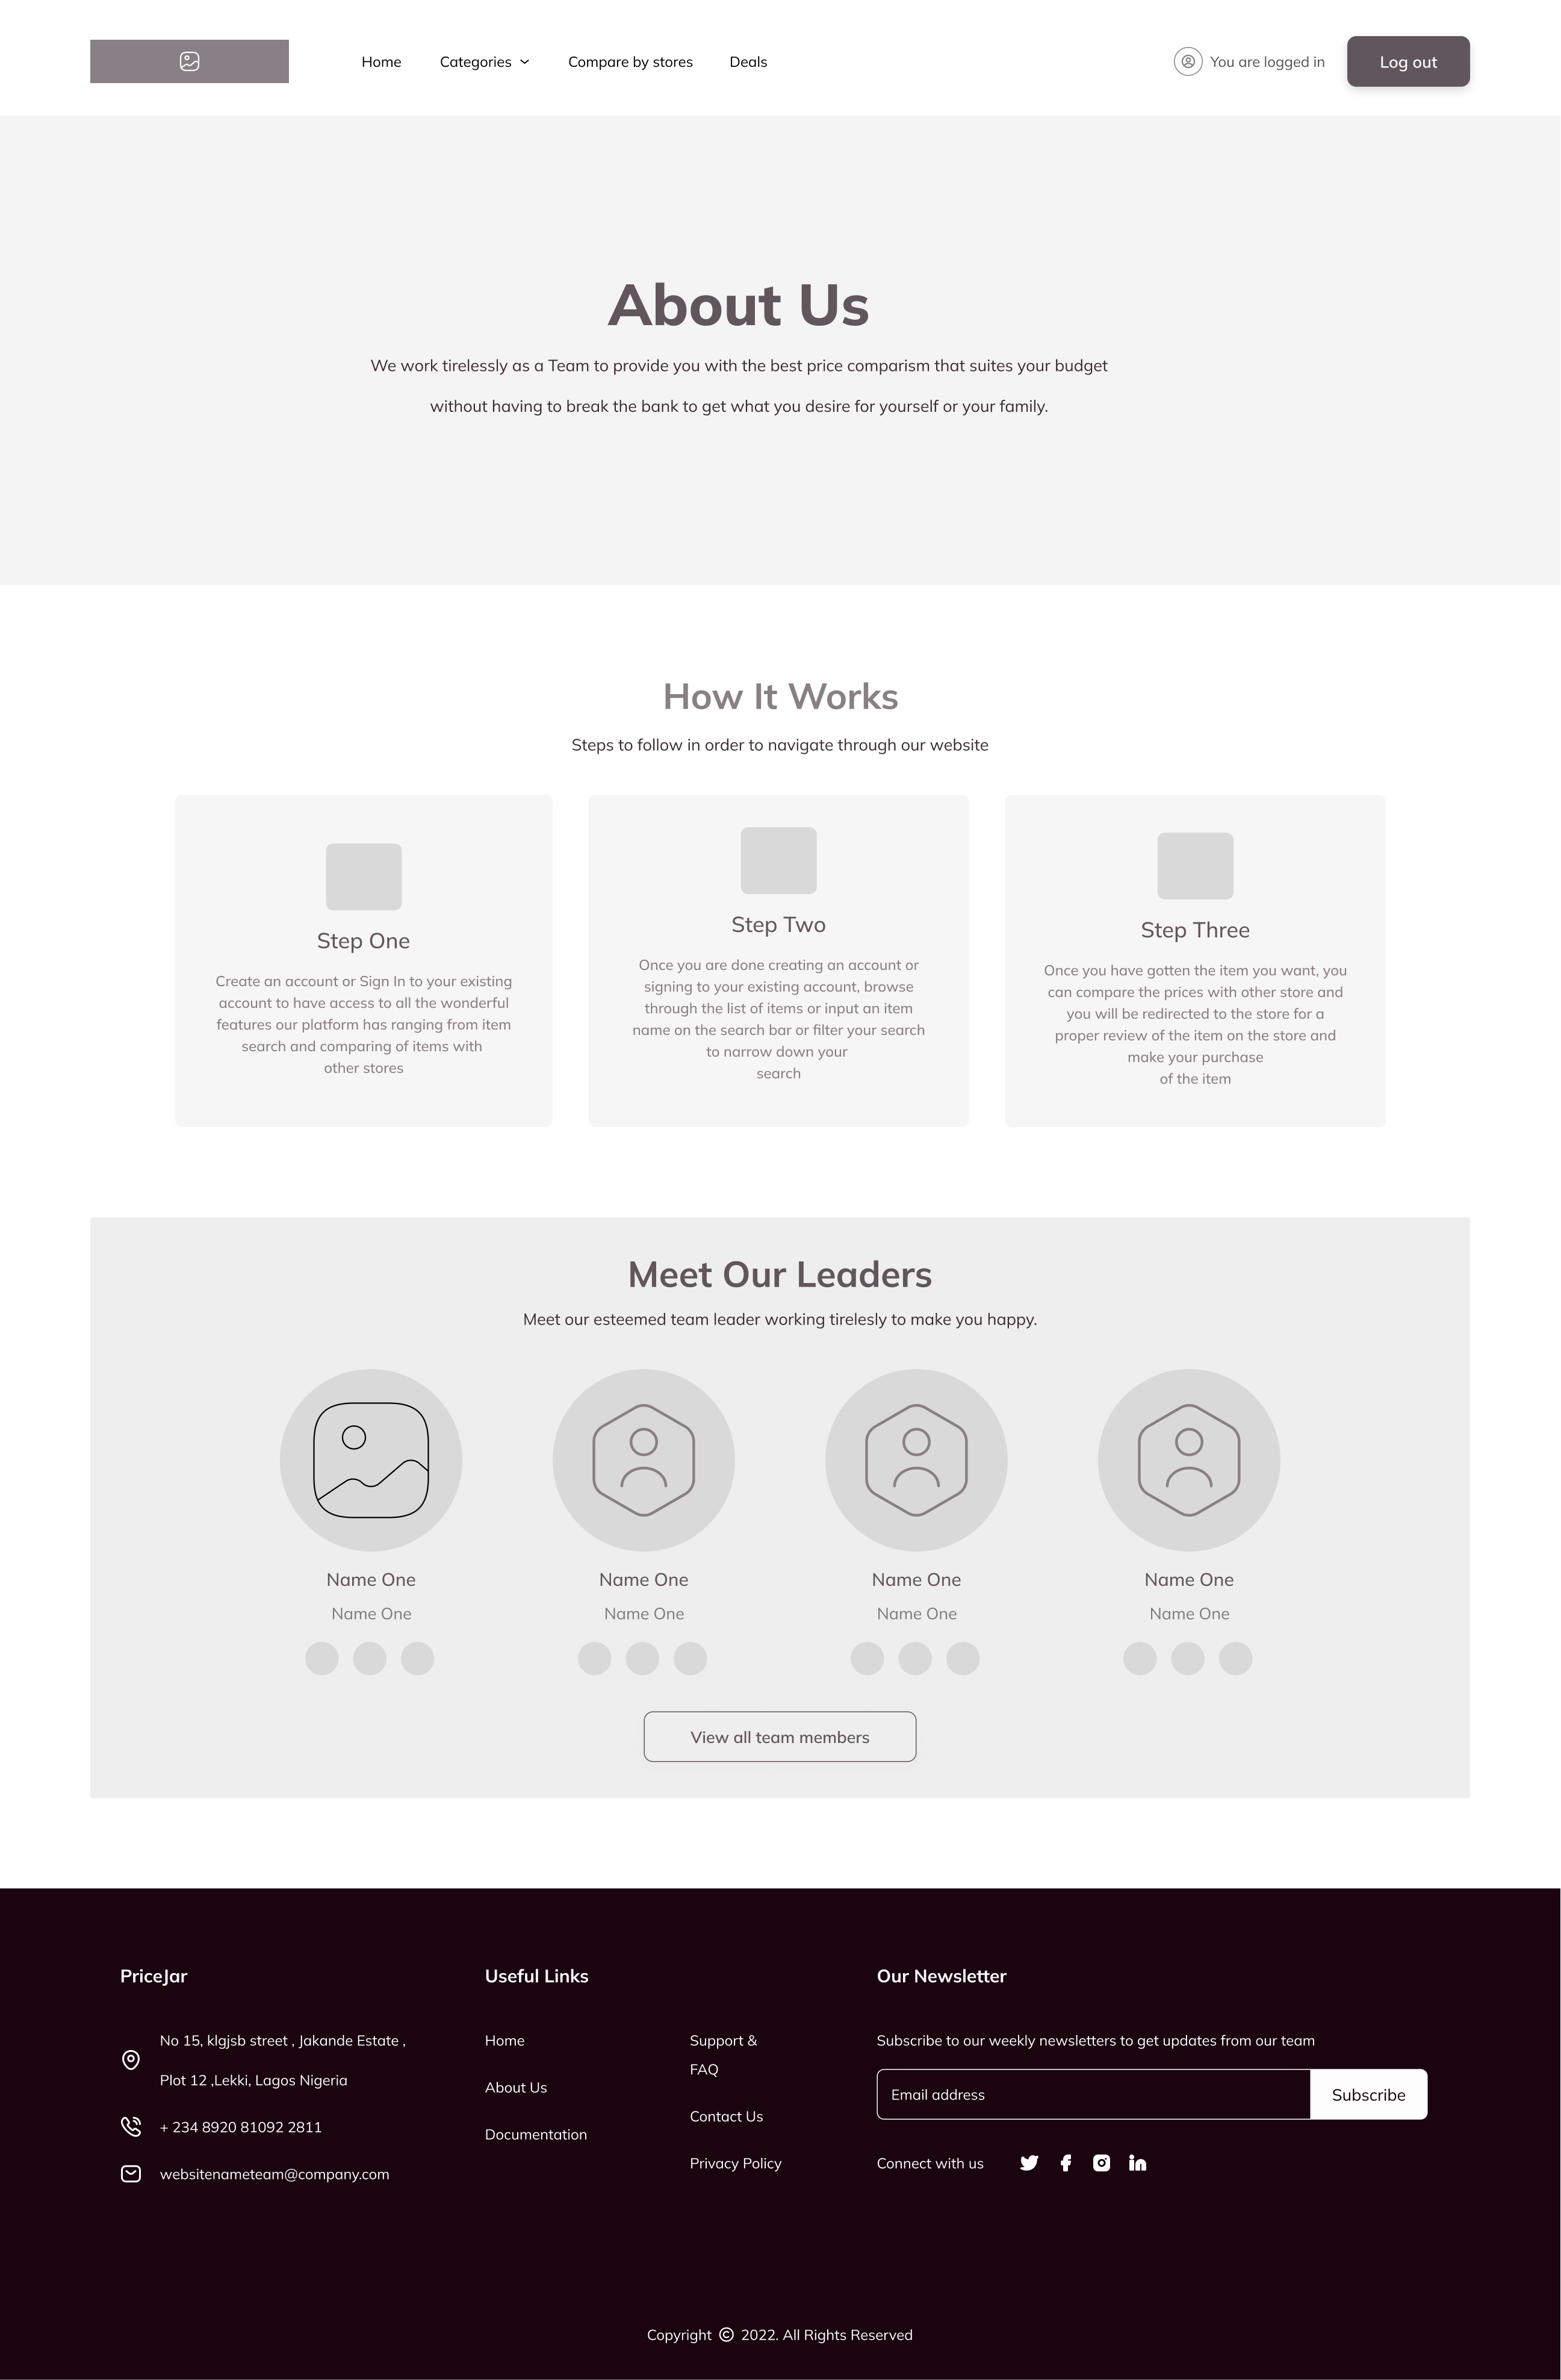 Home Categories Compare by stores Deals You are logged in Log out
About Us
We work tirelessly as a Team to provide you with the best price comparism that suites your budget
without having to break the bank to get what you desire for yourself or your family.
How It Works
Steps to follow in order to navigate through our website
Step One
Create an account or Sign In to your existing
account to have access to all the wonderful
features our platform has ranging from item
search and comparing of items with
other stores
Step Two
Once you are done creating an account or
signing to your existing account, browse
through the list of items or input an item
name on the search bar or filter your search
to narrow down your
search
Step Three
Once you have gotten the item you want, you
can compare the prices with other store and
you will be redirected to the store for a
proper review of the item on the store and
make your purchase
of the item
Meet Our Leaders
Meet our esteemed team leader working tirelesly to make you happy.
Name One
Name One
Name One
Name One
Name One
Name One
Name One
Name One
View all team members
PriceJar
No 15, klgjsb street , Jakande Estate ,
Plot 12 ,Lekki, Lagos Nigeria
+ 234 8920 81092 2811
websitenameteam@company.com
Useful Links
Home
About Us
Documentation
Support &
FAQ
Contact Us
Privacy Policy
Our Newsletter
Subscribe to our weekly newsletters to get updates from our team
Email address Subscribe
Connect with us
Copyright © 2022. All Rights Reserved